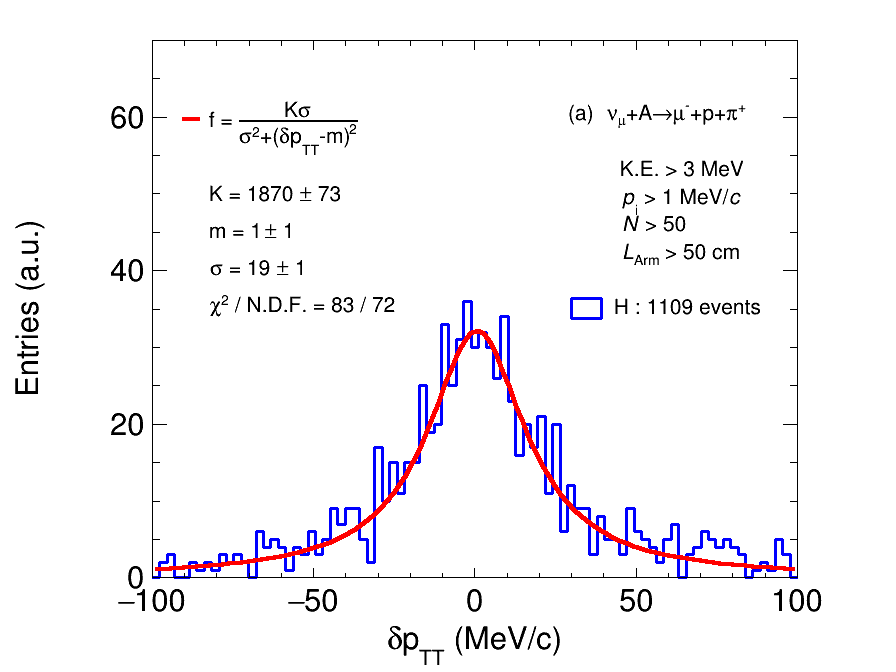 f = Kσ / σ²+(δp_TT-m)²
K = 1870 ± 73
m = 1 ± 1
σ = 19 ± 1
χ² / N.D.F. = 83 / 72
(a) ν_μ+A→μ⁻+p+π⁺
K.E. > 3 MeV
p_i > 1 MeV/c
N > 50
L_Arm > 50 cm
H : 1109 events
Entries (a.u.)
60
40
20
0
−100 −50 0 50 100
δp_TT (MeV/c)